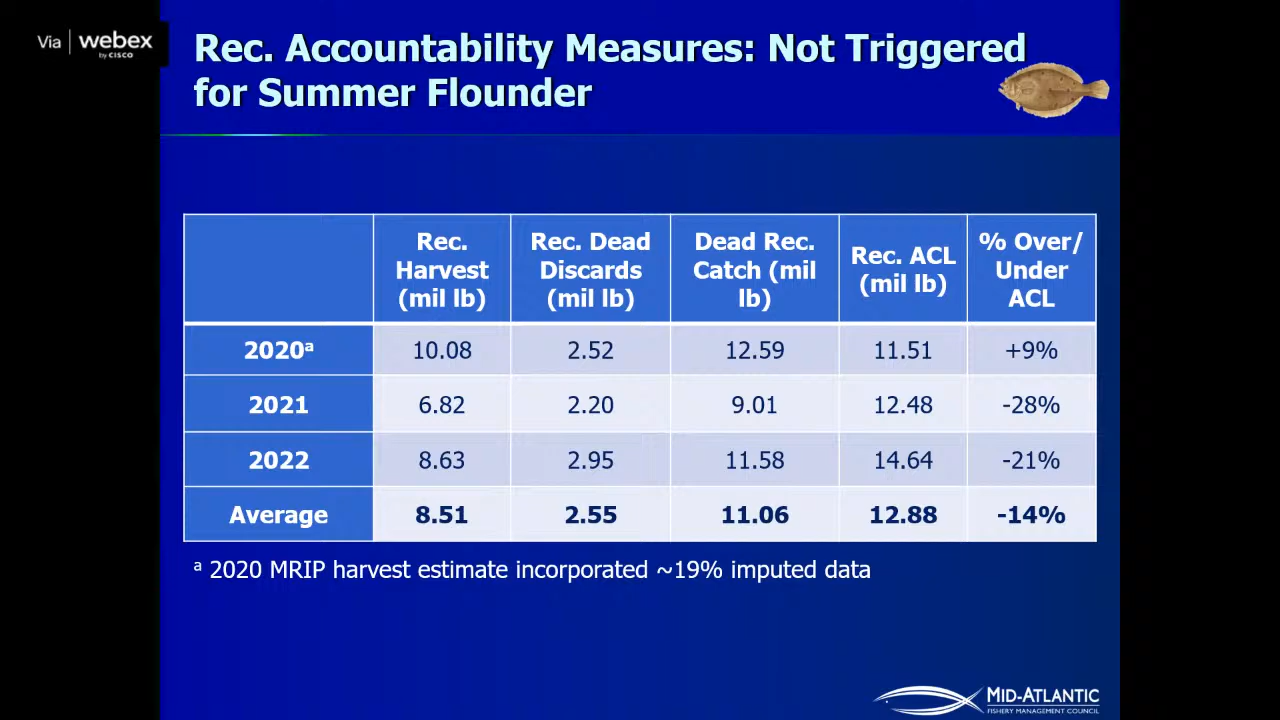 Via | webex
by CISCO
Rec. Accountability Measures: Not Triggered
for Summer Flounder
Rec. Harvest (mil lb) Rec. Dead Discards (mil lb) Dead Rec. Catch (mil lb) Rec. ACL (mil lb) % Over/ Under ACL
2020ᵃ 10.08 2.52 12.59 11.51 +9%
2021 6.82 2.20 9.01 12.48 -28%
2022 8.63 2.95 11.58 14.64 -21%
Average 8.51 2.55 11.06 12.88 -14%
ᵃ 2020 MRIP harvest estimate incorporated ~19% imputed data
MID-ATLANTIC
FISHERY MANAGEMENT COUNCIL